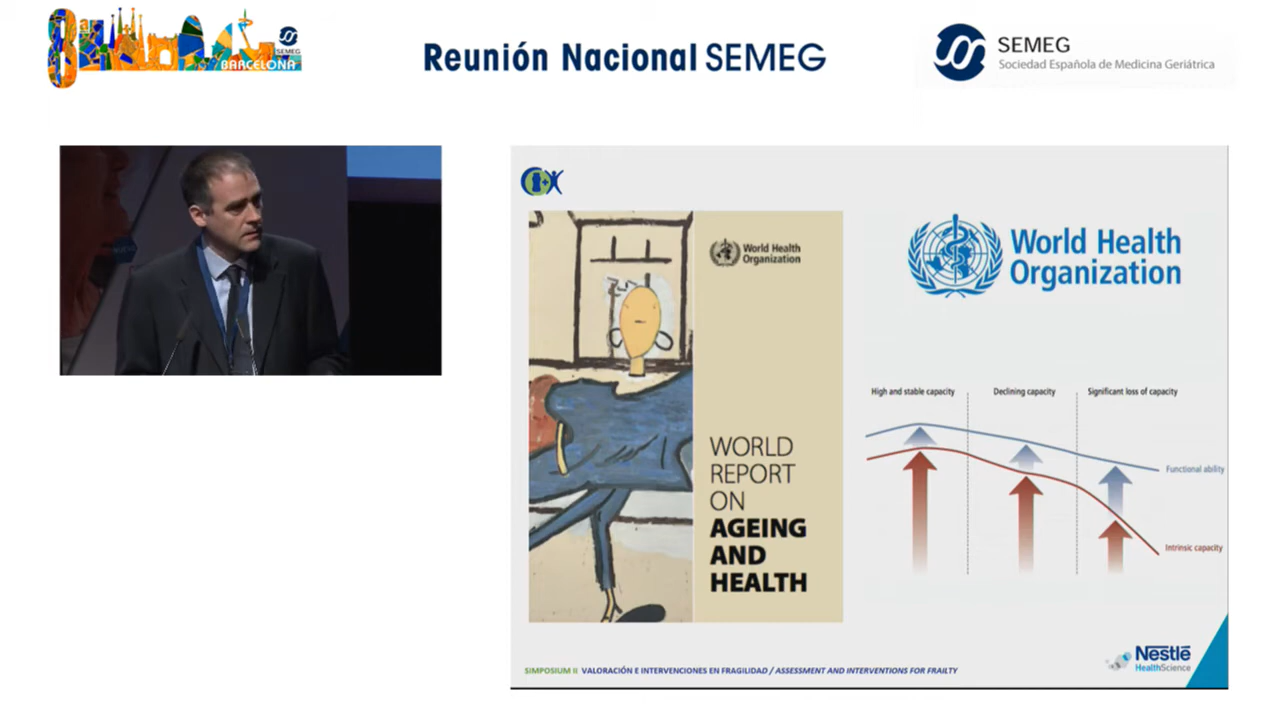 8ª
SEMEG
BARCELONA
Reunión Nacional SEMEG
SEMEG
Sociedad Española de Medicina Geriátrica
World Health
Organization
WORLD
REPORT
ON
AGEING
AND
HEALTH
World Health
Organization
High and stable capacity
Declining capacity
Significant loss of capacity
Functional ability
Intrinsic capacity
SIMPOSIUM II VALORACIÓN E INTERVENCIONES EN FRAGILIDAD / ASSESSMENT AND INTERVENTIONS FOR FRAILTY
Nestlé
HealthScience